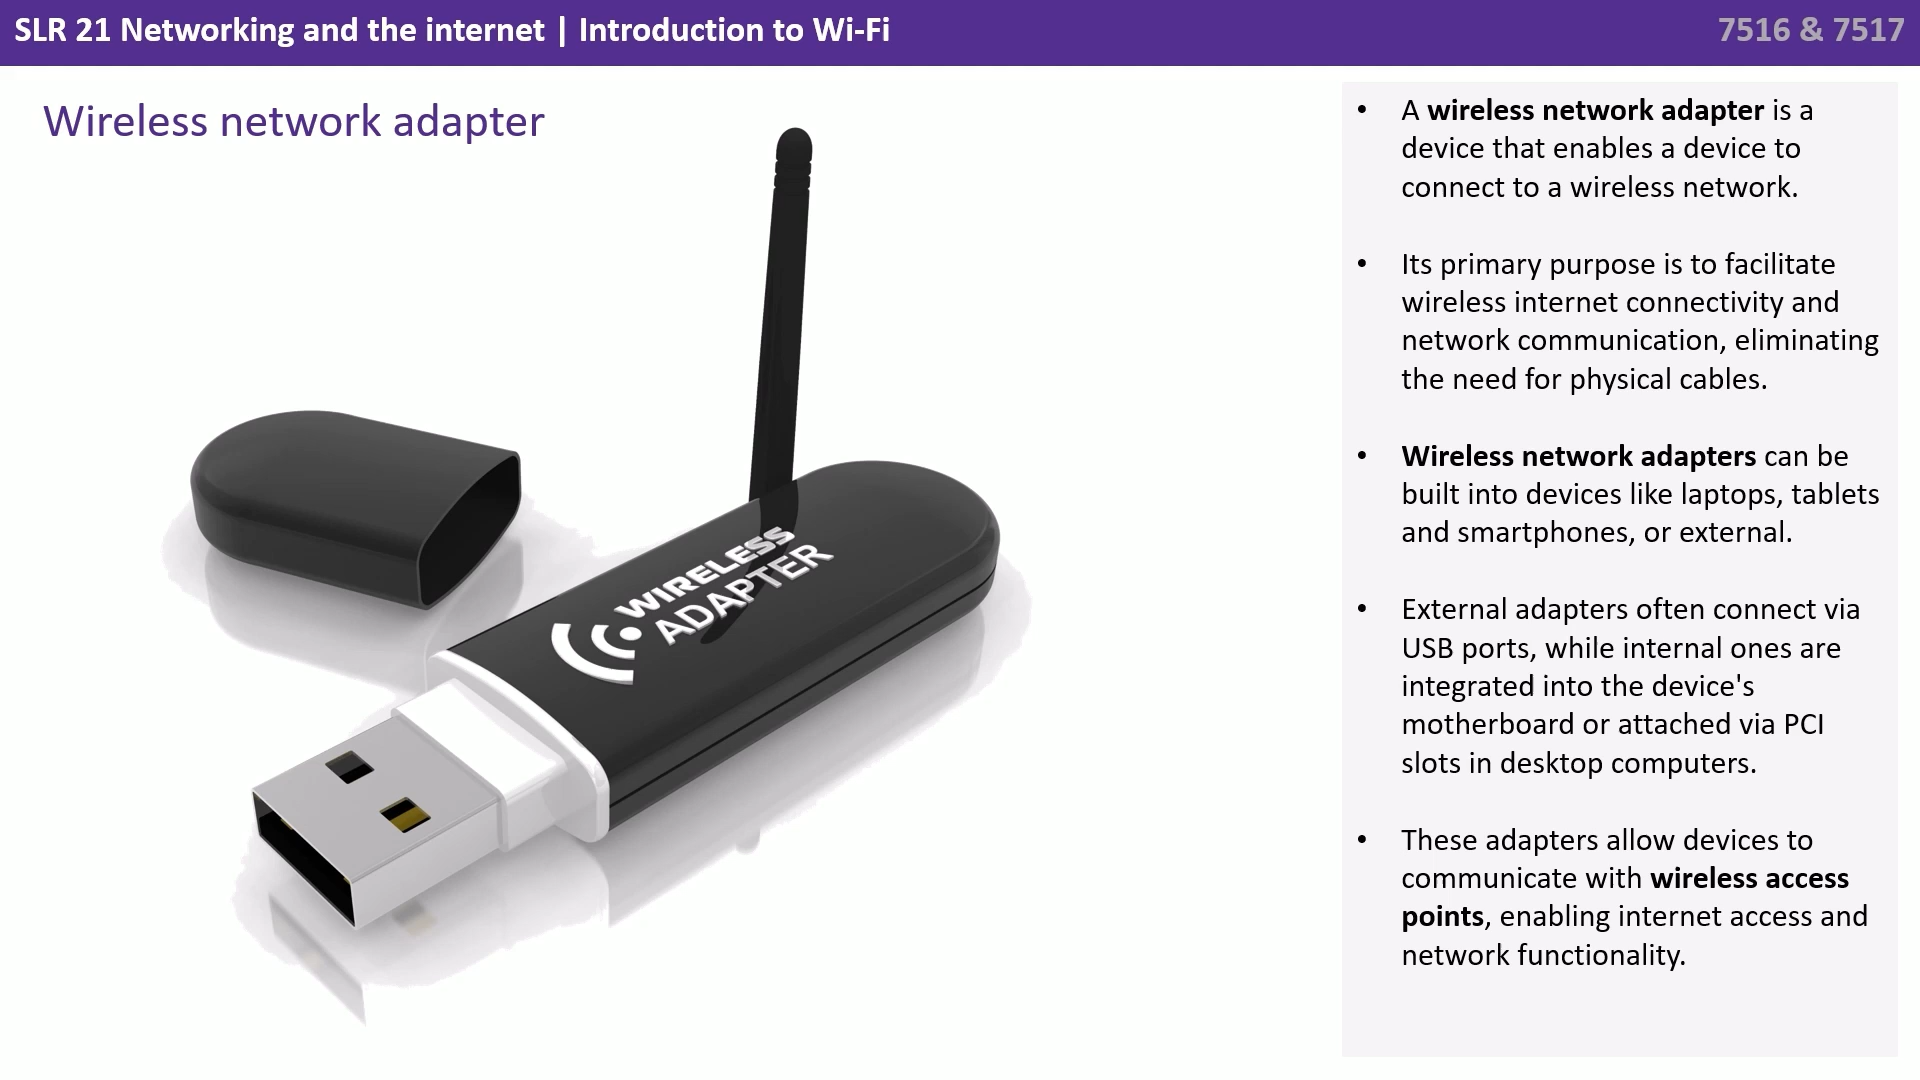 SLR 21 Networking and the internet | Introduction to Wi-Fi
7516 & 7517
Wireless network adapter
WIRELESS
ADAPTER
• A wireless network adapter is a
device that enables a device to
connect to a wireless network.
• Its primary purpose is to facilitate
wireless internet connectivity and
network communication, eliminating
the need for physical cables.
• Wireless network adapters can be
built into devices like laptops, tablets
and smartphones, or external.
• External adapters often connect via
USB ports, while internal ones are
integrated into the device's
motherboard or attached via PCI
slots in desktop computers.
• These adapters allow devices to
communicate with wireless access
points, enabling internet access and
network functionality.